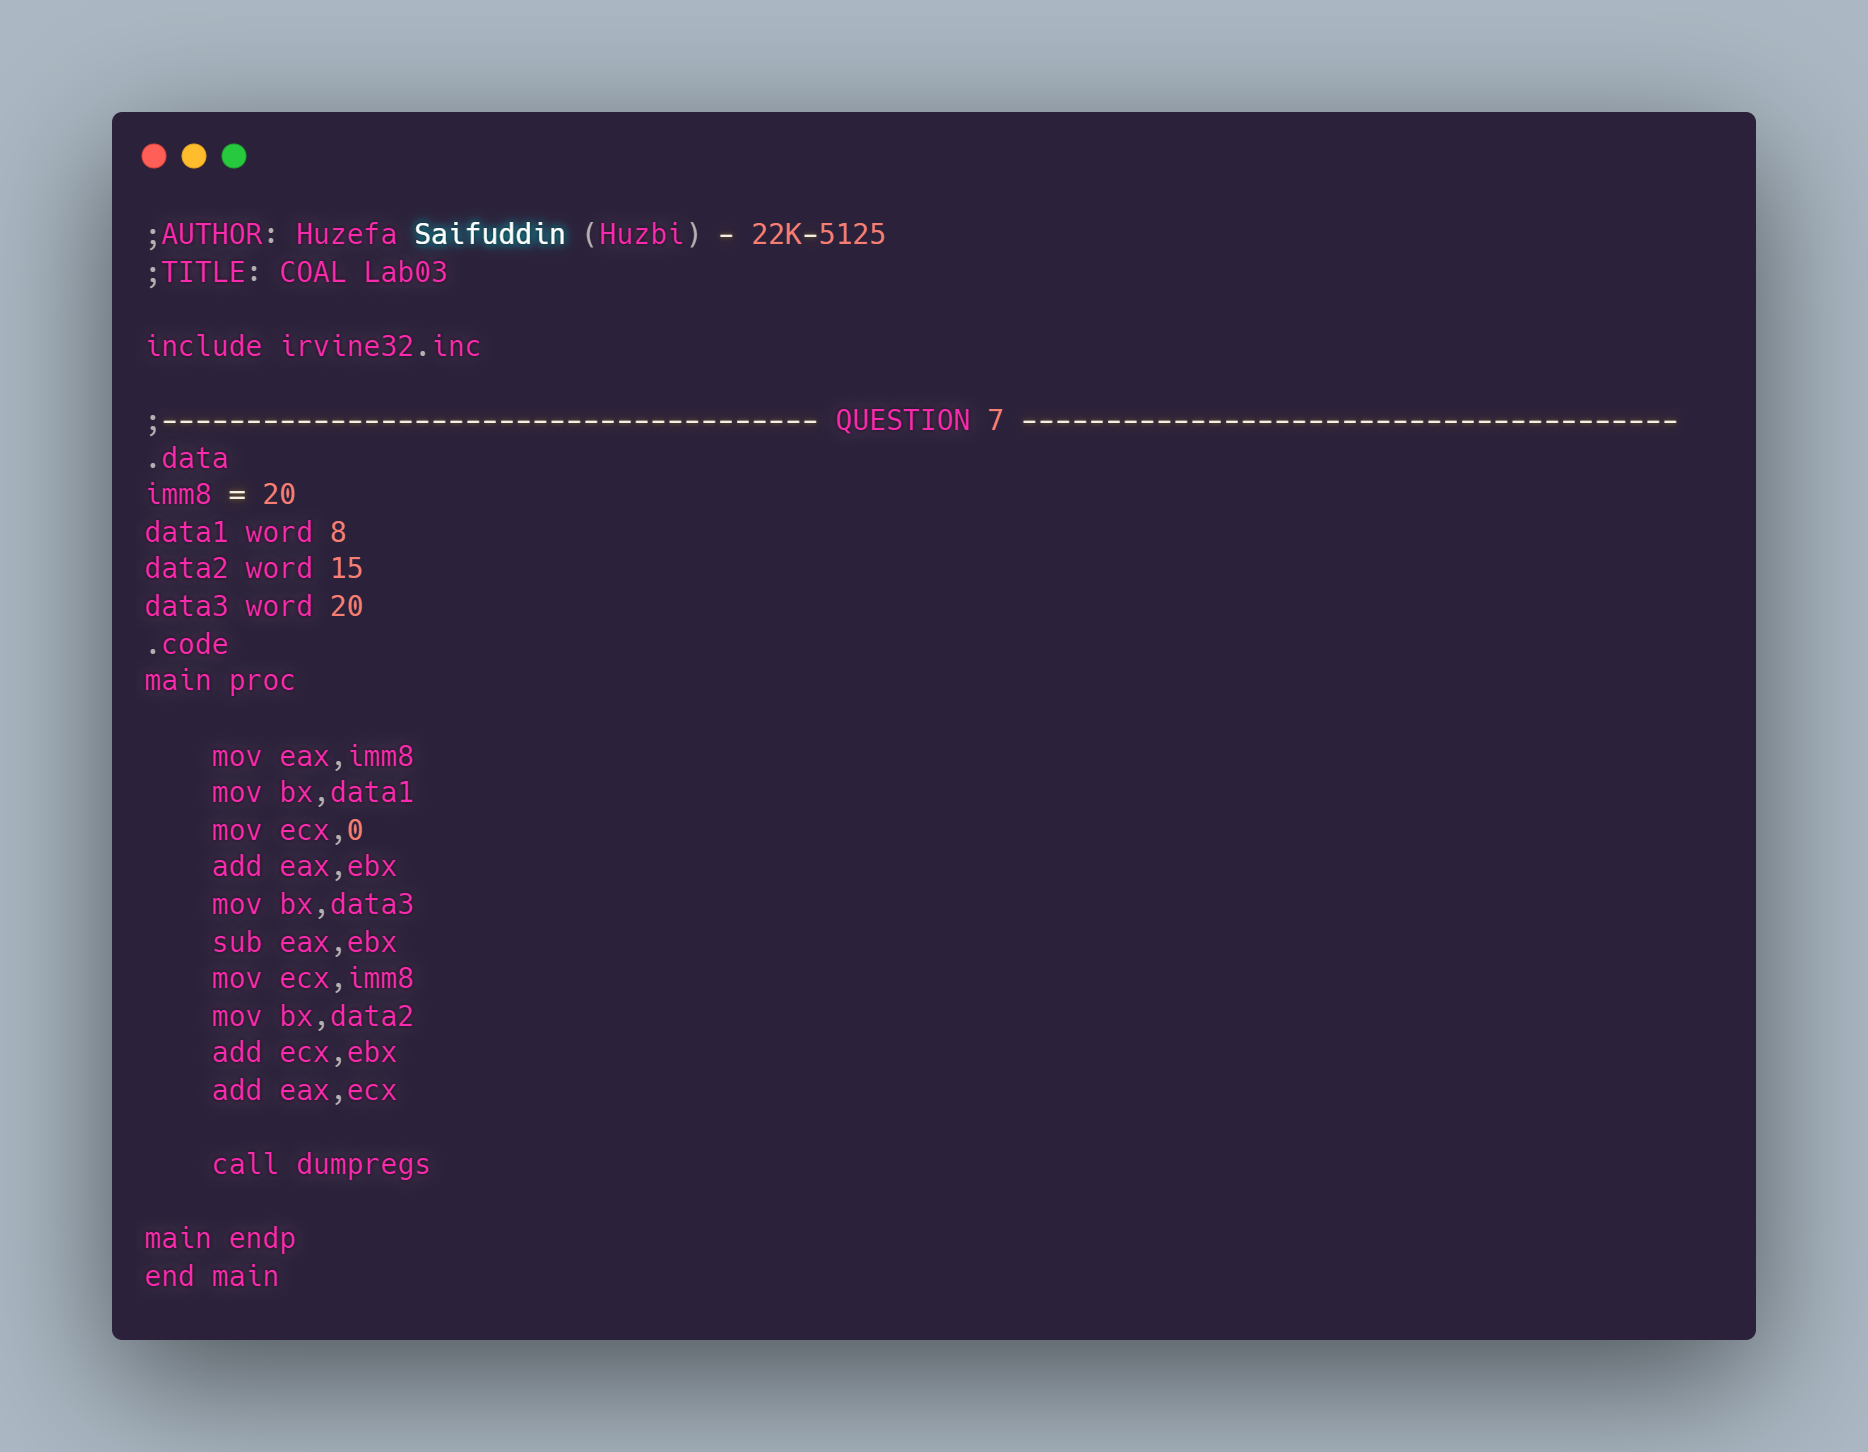 ;AUTHOR: Huzefa Saifuddin (Huzbi) - 22K-5125
;TITLE: COAL Lab03
include irvine32.inc
;--------------------------------------- QUESTION 7 ---------------------------------------
.data
imm8 = 20
data1 word 8
data2 word 15
data3 word 20
.code
main proc
mov eax,imm8
mov bx,data1
mov ecx,0
add eax,ebx
mov bx,data3
sub eax,ebx
mov ecx,imm8
mov bx,data2
add ecx,ebx
add eax,ecx
call dumpregs
main endp
end main